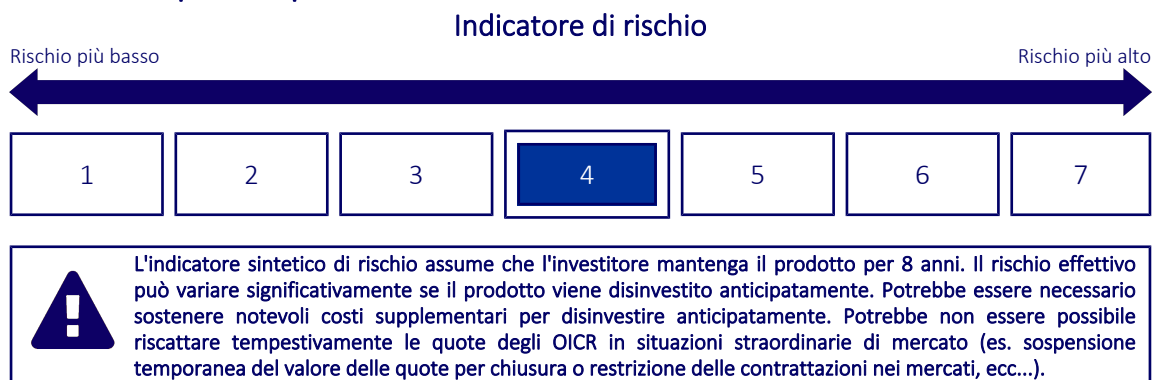 Indicatore di rischio
Rischio più basso
Rischio più alto
1
2
3
4
5
6
7
L'indicatore sintetico di rischio assume che l'investitore mantenga il prodotto per 8 anni. Il rischio effettivo
può variare significativamente se il prodotto viene disinvestito anticipatamente. Potrebbe essere necessario
sostenere notevoli costi supplementari per disinvestire anticipatamente. Potrebbe non essere possibile
riscattare tempestivamente le quote degli OICR in situazioni straordinarie di mercato (es. sospensione
temporanea del valore delle quote per chiusura o restrizione delle contrattazioni nei mercati, ecc...).